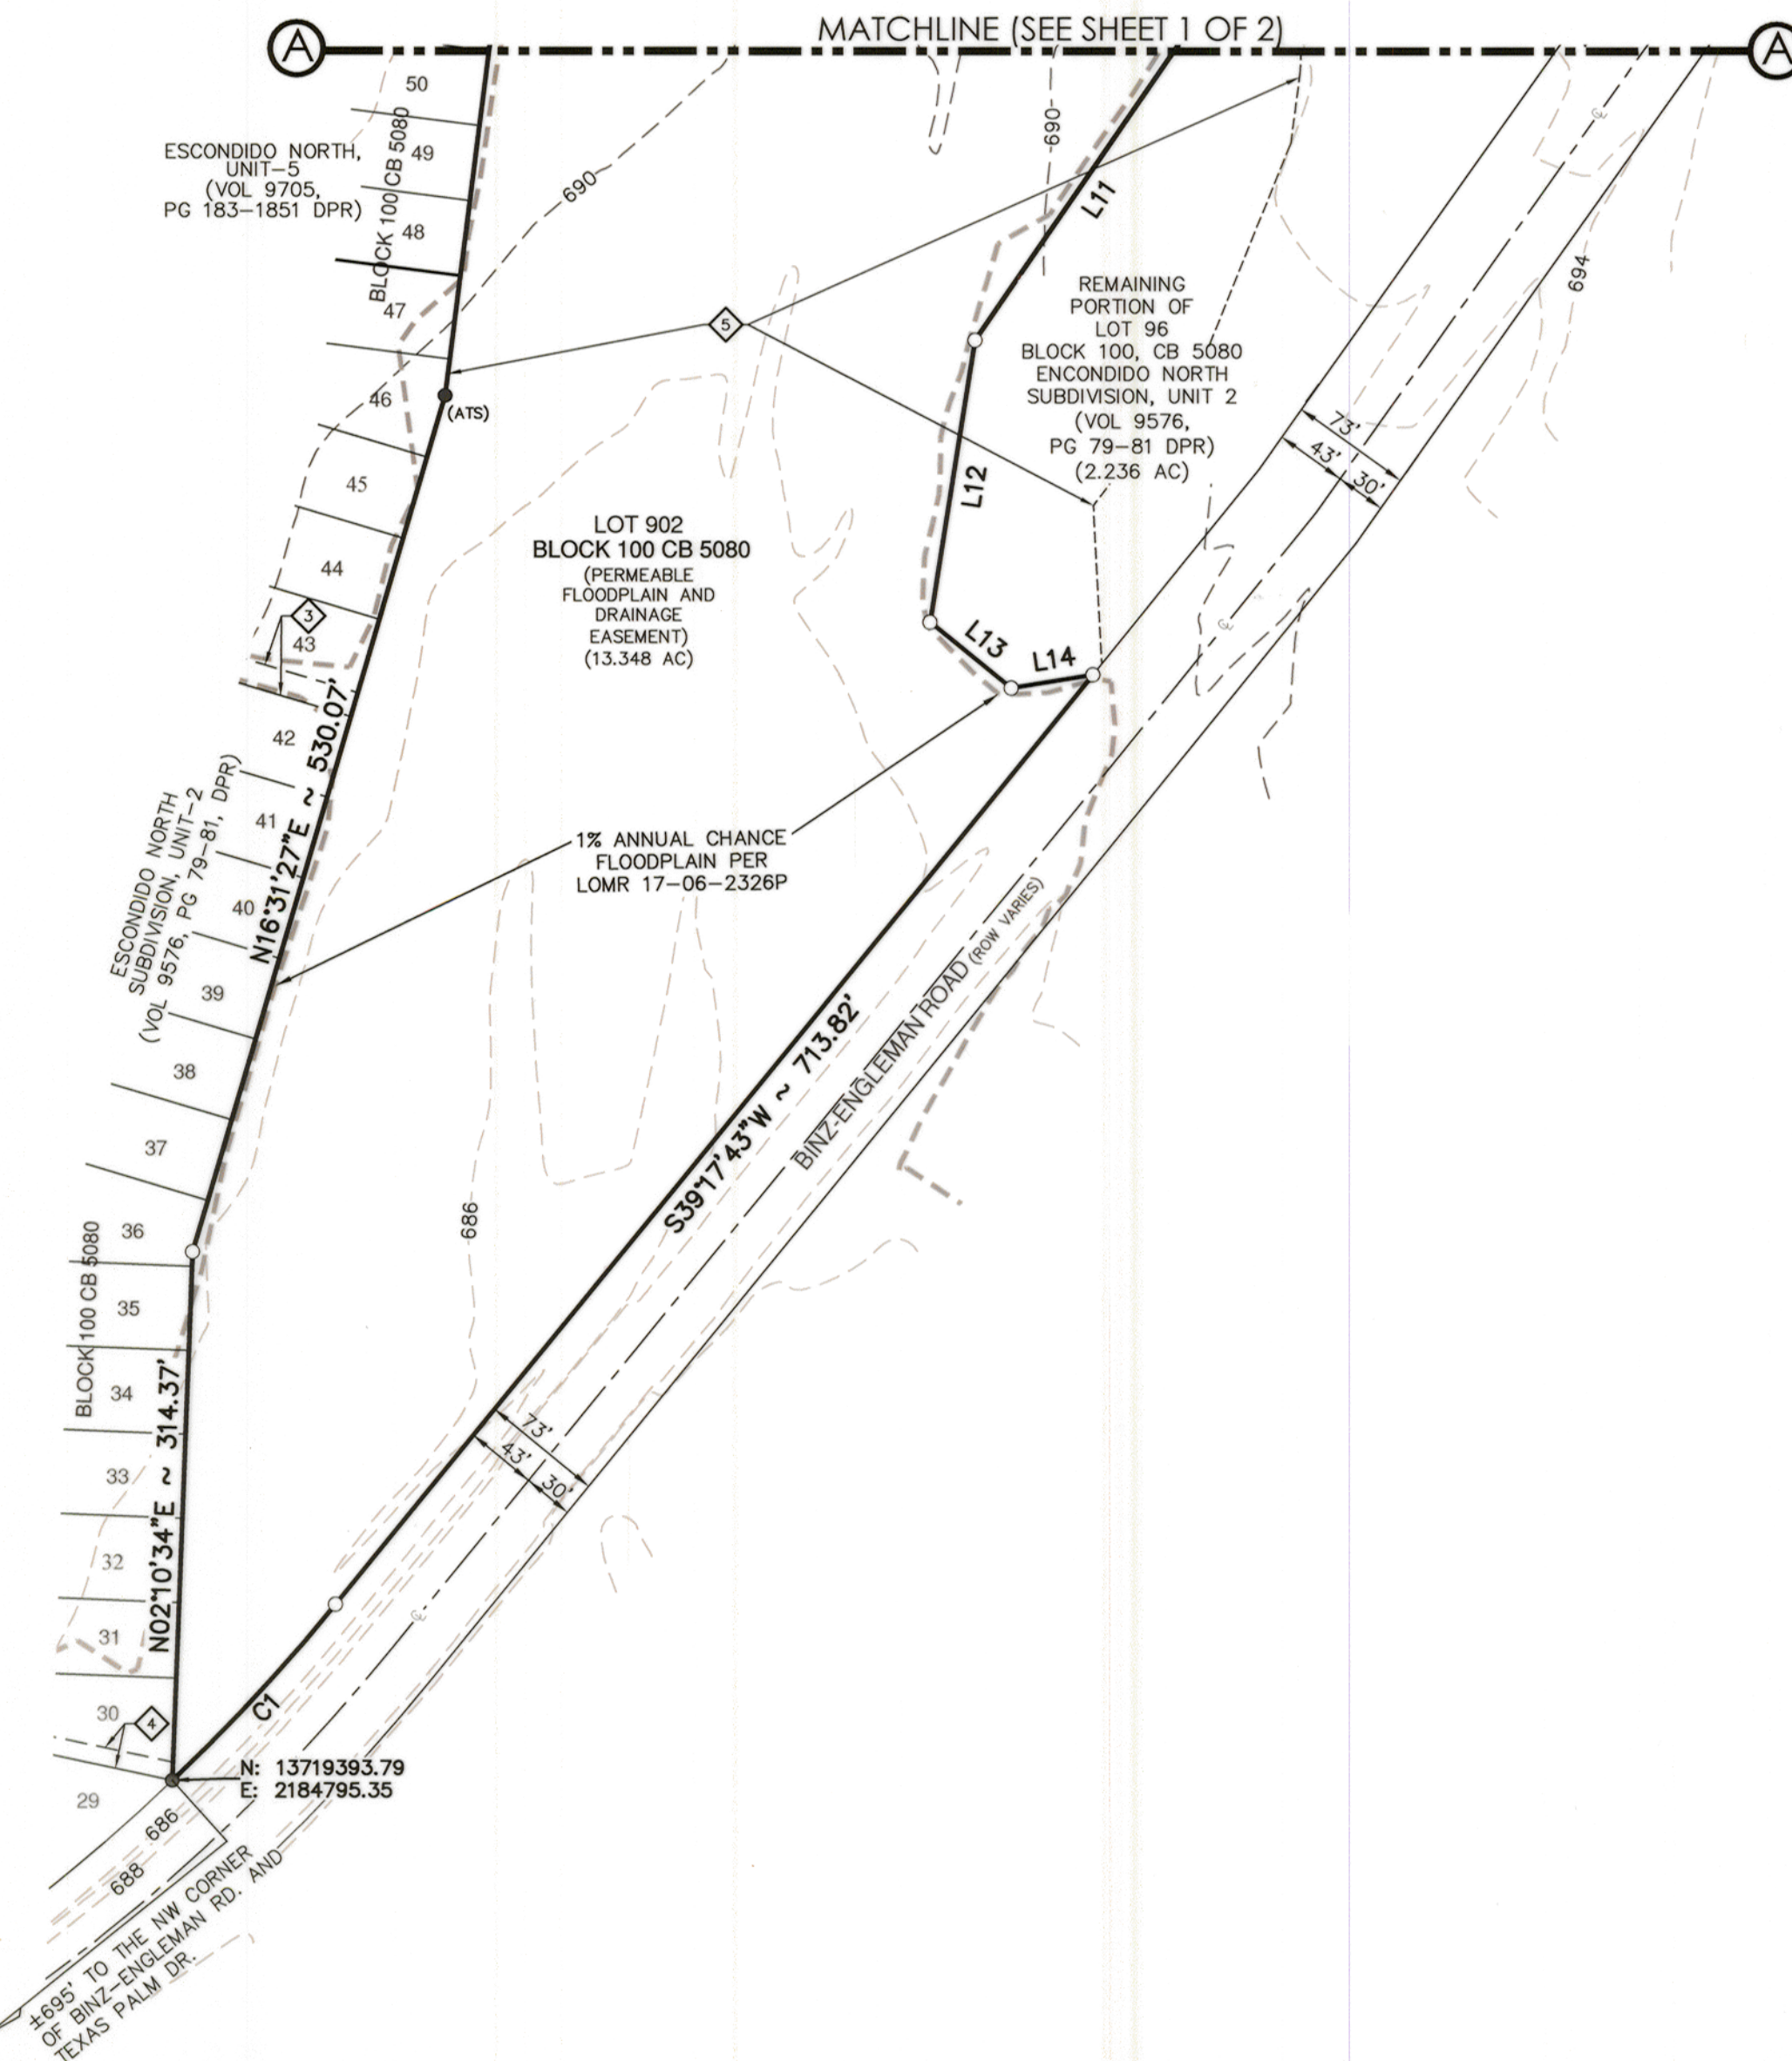 MATCHLINE (SEE SHEET 1 OF 2)
A
A
50
49
48
47
46
45
44
43
42
41
40
39
38
37
36
35
34
33
32
31
30
29
BLOCK 100 CB 5080
ESCONDIDO NORTH,
UNIT-5
(VOL 9705,
PG 183-1851 DPR)
690
690
694
L11
5
(ATS)
REMAINING
PORTION OF
LOT 96
BLOCK 100, CB 5080
ENCONDIDO NORTH
SUBDIVISION, UNIT 2
(VOL 9576,
PG 79-81 DPR)
(2.236 AC)
73'
43'
30'
L12
LOT 902
BLOCK 100 CB 5080
(PERMEABLE
FLOODPLAIN AND
DRAINAGE
EASEMENT)
(13.348 AC)
3
L13
L14
N16°31'27"E ~ 530.07'
ESCONDIDO NORTH
SUBDIVISION, UNIT-2
(VOL 9576, PG 79-81, DPR)
1% ANNUAL CHANCE
FLOODPLAIN PER
LOMR 17-06-2326P
BINZ-ENGLEMAN ROAD (ROW VARIES)
S39°17'43"W ~ 713.82'
686
BLOCK 100 CB 5080
N02°10'34"E ~ 314.37'
73'
43'
30'
C1
4
N: 13719393.79
E: 2184795.35
686
688
±695' TO THE NW CORNER
OF BINZ-ENGLEMAN RD. AND
TEXAS PALM DR.